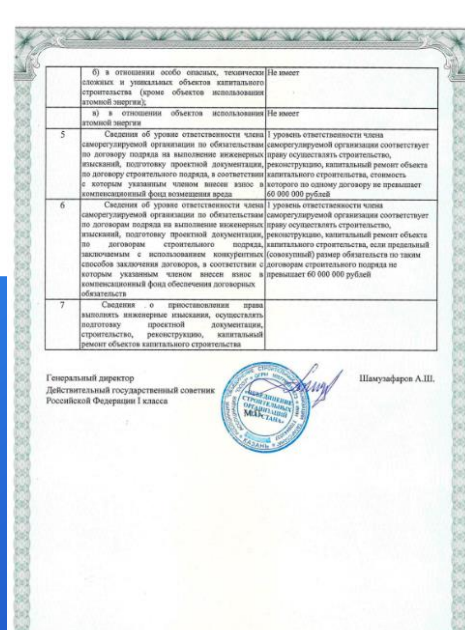 б) в отношении особо опасных, технически сложных и уникальных объектов капитального строительства (кроме объектов использования атомной энергии);
Не имеет
в) в отношении объектов использования атомной энергии
Не имеет
5
Сведения об уровне ответственности члена саморегулируемой организации по обязательствам по договору подряда на выполнение инженерных изысканий, подготовку проектной документации, по договору строительного подряда, в соответствии с которым указанным членом внесен взнос в компенсационный фонд возмещения вреда
1 уровень ответственности члена саморегулируемой организации соответствует праву осуществлять строительство, реконструкцию, капитальный ремонт объекта капитального строительства, стоимость которого по одному договору не превышает 60 000 000 рублей
6
Сведения об уровне ответственности члена саморегулируемой организации по обязательствам по договорам подряда на выполнение инженерных изысканий, подготовку проектной документации, по договорам строительного подряда, заключаемым с использованием конкурентных способов заключения договоров, в соответствии с которым указанным членом внесен взнос в компенсационный фонд обеспечения договорных обязательств
1 уровень ответственности члена саморегулируемой организации соответствует праву осуществлять строительство, реконструкцию, капитальный ремонт объекта капитального строительства, если предельный (совокупный) размер обязательств по таким договорам строительного подряда не превышает 60 000 000 рублей
7
Сведения о приостановлении права выполнять инженерные изыскания, осуществлять подготовку проектной документации, строительство, реконструкцию, капитальный ремонт объектов капитального строительства
Генеральный директор
Действительный государственный советник
Российской Федерации 1 класса
Шамузафаров А.Ш.
ОБЪЕДИНЕНИЕ
СТРОИТЕЛЬНЫХ
ОРГАНИЗАЦИЙ
М.П.
КАЗАНЬ